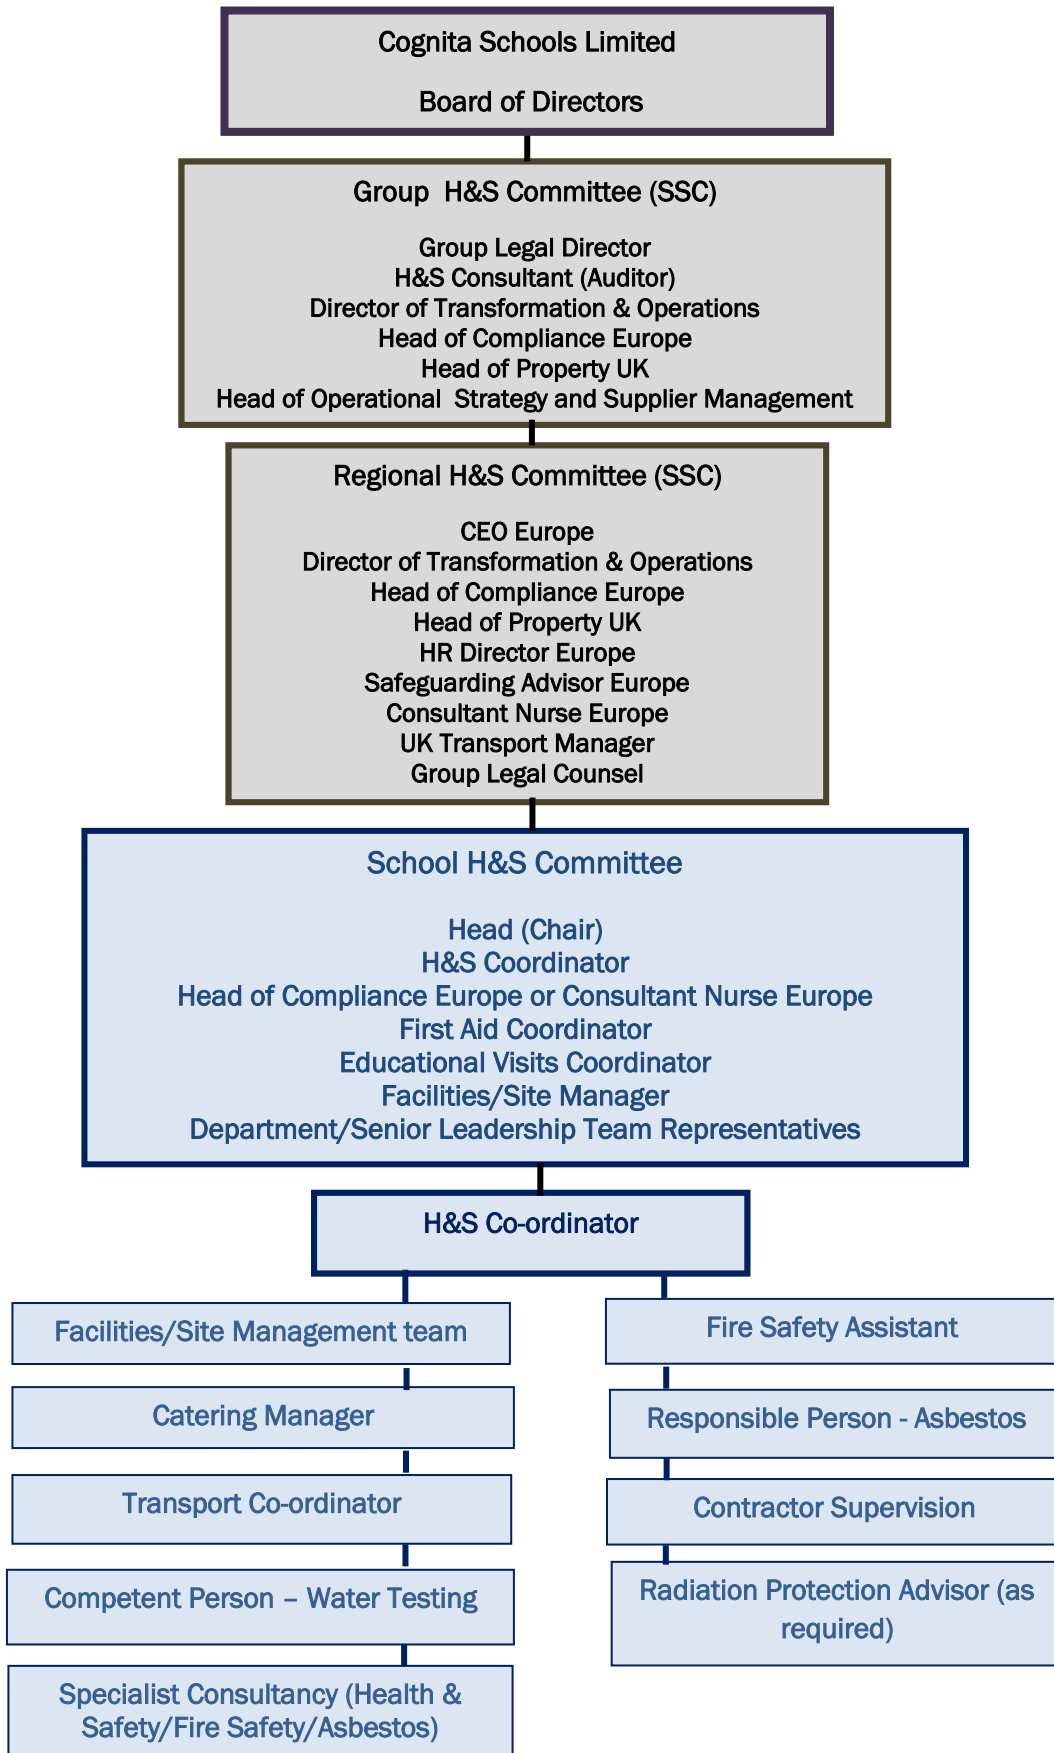 Cognita Schools Limited
Board of Directors
Group H&S Committee (SSC)
Group Legal Director
H&S Consultant (Auditor)
Director of Transformation & Operations
Head of Compliance Europe
Head of Property UK
Head of Operational Strategy and Supplier Management
Regional H&S Committee (SSC)
CEO Europe
Director of Transformation & Operations
Head of Compliance Europe
Head of Property UK
HR Director Europe
Safeguarding Advisor Europe
Consultant Nurse Europe
UK Transport Manager
Group Legal Counsel
School H&S Committee
Head (Chair)
H&S Coordinator
Head of Compliance Europe or Consultant Nurse Europe
First Aid Coordinator
Educational Visits Coordinator
Facilities/Site Manager
Department/Senior Leadership Team Representatives
H&S Co-ordinator
Facilities/Site Management team
Catering Manager
Transport Co-ordinator
Competent Person – Water Testing
Specialist Consultancy (Health &
Safety/Fire Safety/Asbestos)
Fire Safety Assistant
Responsible Person - Asbestos
Contractor Supervision
Radiation Protection Advisor (as
required)